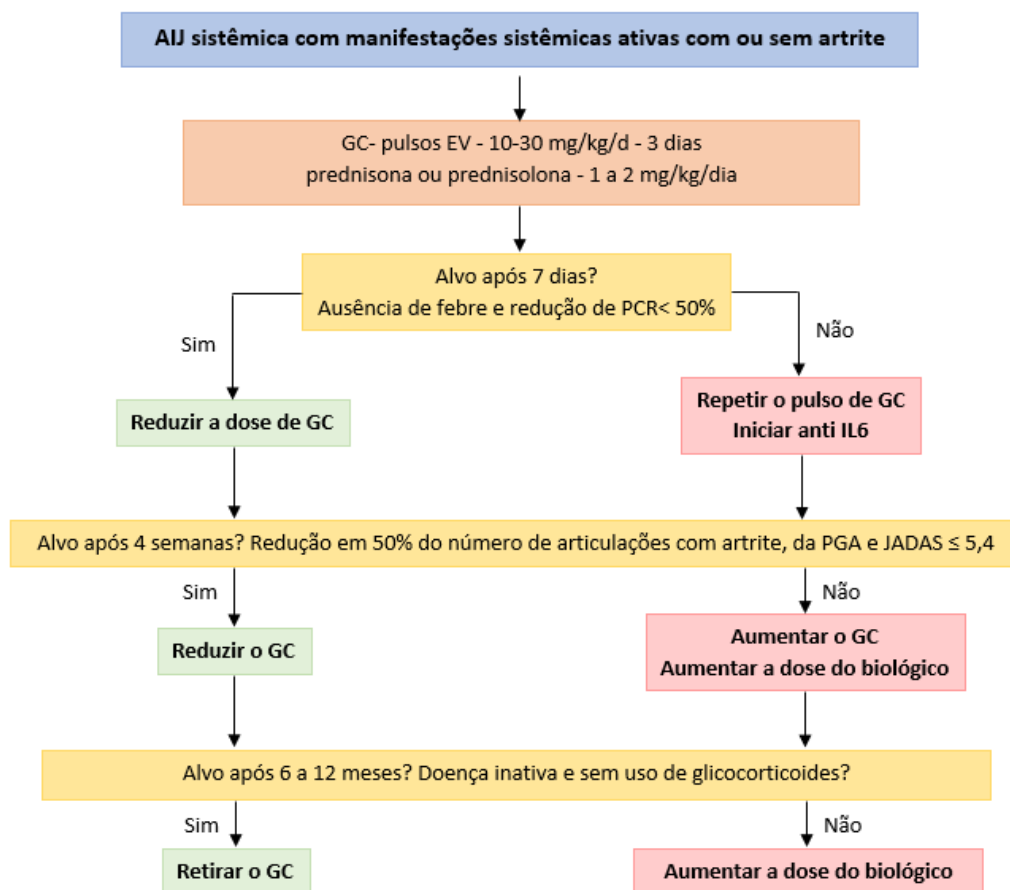 AIJ sistêmica com manifestações sistêmicas ativas com ou sem artrite
GC- pulsos EV - 10-30 mg/kg/d - 3 dias
prednisona ou prednisolona - 1 a 2 mg/kg/dia
Alvo após 7 dias?
Ausência de febre e redução de PCR< 50%
Sim
Não
Reduzir a dose de GC
Repetir o pulso de GC
Iniciar anti IL6
Alvo após 4 semanas? Redução em 50% do número de articulações com artrite, da PGA e JADAS ≤ 5,4
Sim
Não
Reduzir o GC
Aumentar o GC
Aumentar a dose do biológico
Alvo após 6 a 12 meses? Doença inativa e sem uso de glicocorticoides?
Sim
Não
Retirar o GC
Aumentar a dose do biológico